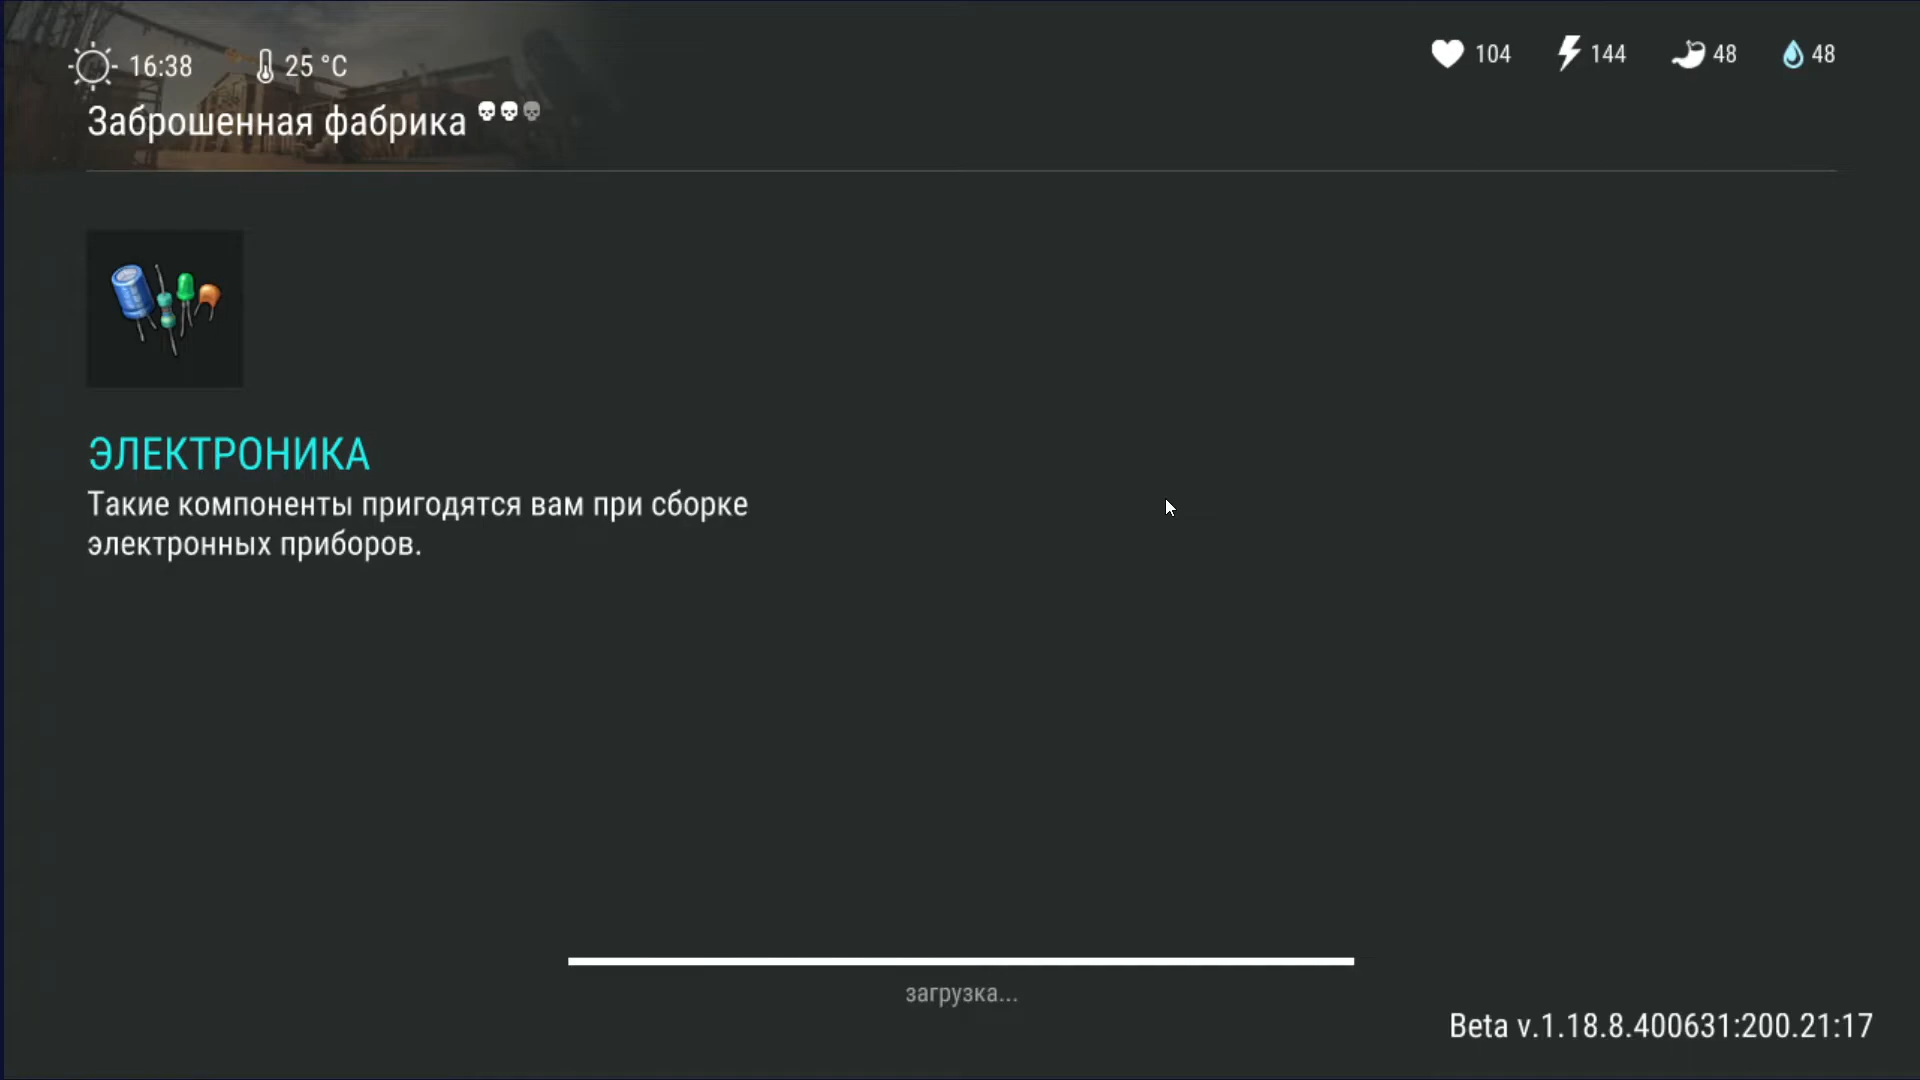 16:38 25 °C 104 144 48 48
Заброшенная фабрика
ЭЛЕКТРОНИКА
Такие компоненты пригодятся вам при сборке
электронных приборов.
загрузка...
Beta v.1.18.8.400631:200.21:17